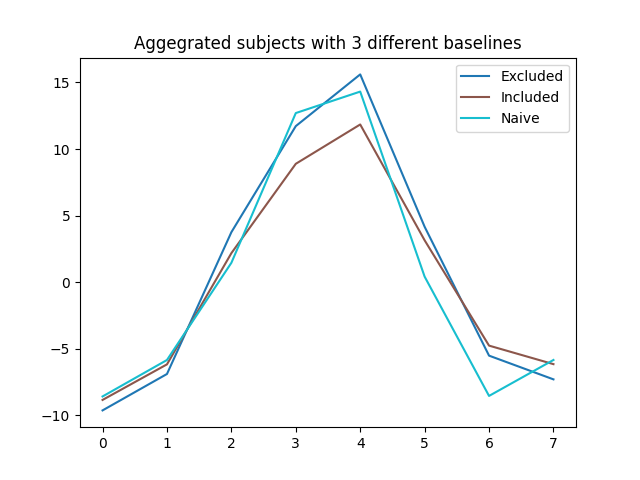 Aggegrated subjects with 3 different baselines
Excluded
Included
Naive
15
10
5
0
−5
−10
0 1 2 3 4 5 6 7